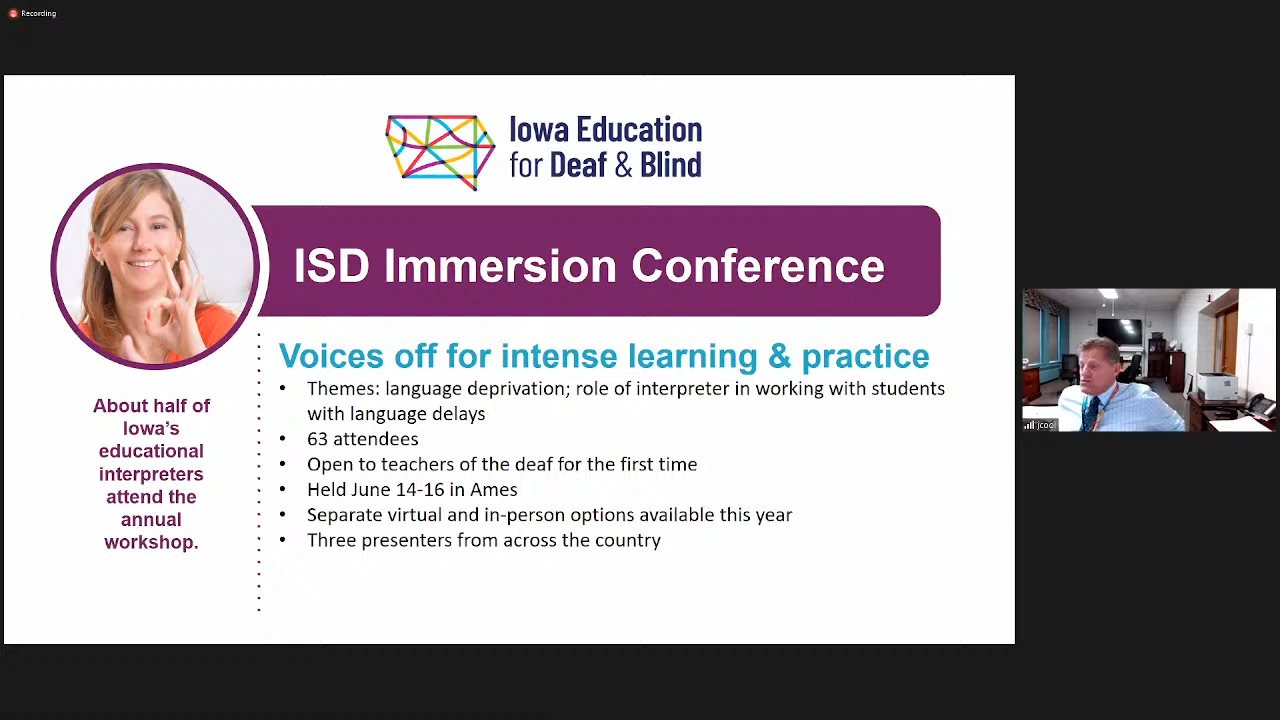 Recording
Iowa Education
for Deaf & Blind
ISD Immersion Conference
Voices off for intense learning & practice
• Themes: language deprivation; role of interpreter in working with students
with language delays
• 63 attendees
• Open to teachers of the deaf for the first time
• Held June 14-16 in Ames
• Separate virtual and in-person options available this year
• Three presenters from across the country
About half of
Iowa's
educational
interpreters
attend the
annual
workshop.
jcool